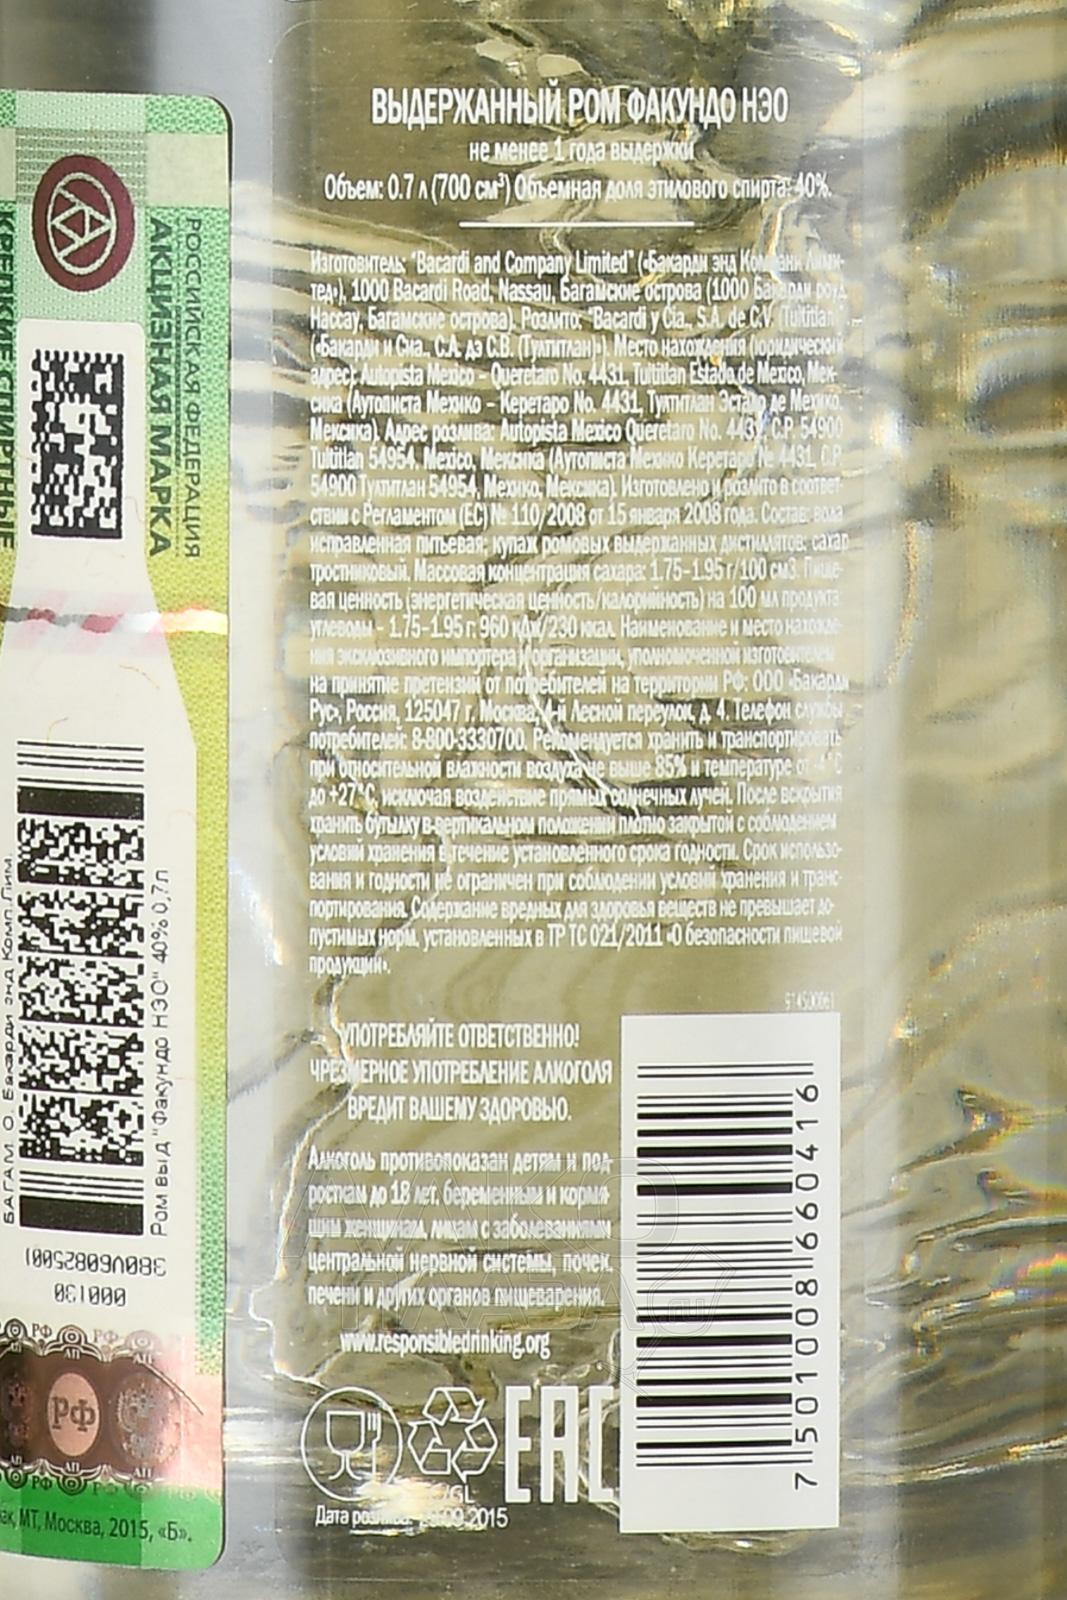 ВЫДЕРЖАННЫЙ РОМ ФАКУНДО НЭО
не менее 1 года выдержки
Объем: 0.7 л (700 см³) Объемная доля этилового спирта: 40%.
Изготовитель: "Bacardi and Company Limited" («Бакарди энд Компани Лими-
тед»), 1000 Bacardi Road, Nassau, Багамские острова (1000 Бакарди роуд,
Нассау, Багамские острова). Розлито: "Bacardi y Cia., S.A. de C.V. (Tultitlan)",
(«Бакарди и Сиа., С.А. дэ С.В. (Тултитлан)»). Место нахождения (юридический
адрес): Autopista Mexico – Queretaro No. 4431, Tultitlan Estado de Mexico, Мек-
сика (Аутописта Мехико – Керетаро No. 4431, Тултитлан Эстадо де Мехико,
Мексика). Адрес розлива: Autopista Mexico Queretaro No. 4431, C.P. 54900
Tultitlan 54954, Mexico, Мексика (Аутописта Мехико Керетаро № 4431, C.P.
54900 Тултитлан 54954, Мехико, Мексика). Изготовлено и розлито в соответ-
ствии с Регламентом (ЕС) № 110/2008 от 15 января 2008 года. Состав: вода
исправленная питьевая; купаж ромовых выдержанных дистиллятов; сахар
тростниковый. Массовая концентрация сахара: 1.75-1.95 г/100 см3. Пище-
вая ценность (энергетическая ценность/калорийность) на 100 мл продукта:
углеводы – 1.75-1.95 г; 960 кДж/230 ккал. Наименование и место нахожде-
ния эксклюзивного импортера и организации, уполномоченной изготовителем
на принятие претензий от потребителей на территории РФ: ООО «Бакарди
Рус», Россия, 125047 г. Москва, 4-й Лесной переулок, д. 4. Телефон службы
потребителей: 8-800-3330700. Рекомендуется хранить и транспортировать
при относительной влажности воздуха не выше 85% и температуре от -4°C
до +27°C, исключая воздействие прямых солнечных лучей. После вскрытия
хранить бутылку в вертикальном положении плотно закрытой с соблюдением
условий хранения в течение установленного срока годности. Срок использо-
вания и годности не ограничен при соблюдении условий хранения и транс-
портирования. Содержание вредных для здоровья веществ не превышает до-
пустимых норм, установленных в ТР ТС 021/2011 «О безопасности пищевой
продукции».
914500061
УПОТРЕБЛЯЙТЕ ОТВЕТСТВЕННО!
ЧРЕЗМЕРНОЕ УПОТРЕБЛЕНИЕ АЛКОГОЛЯ
ВРЕДИТ ВАШЕМУ ЗДОРОВЬЮ.
Алкоголь противопоказан детям и под-
росткам до 18 лет, беременным и кормя-
щим женщинам, лицам с заболеваниями
центральной нервной системы, почек,
печени и других органов пищеварения.
www.responsibledrinking.org
EAC
GL
Дата розлива: 09.2015
7 501008 660416
РОССИЙСКАЯ ФЕДЕРАЦИЯ
АКЦИЗНАЯ МАРКА
КРЕПКИЕ СПИРТНЫЕ
БАГАМ. О. Бакарди энд Комп.Лим.
Ром выд "Факундо НЭО" 40% 0,7л
380V60825001
000130
РФ
АП
МТ, Москва, 2015, «Б».
АЛКО
ТЕКА
.ru